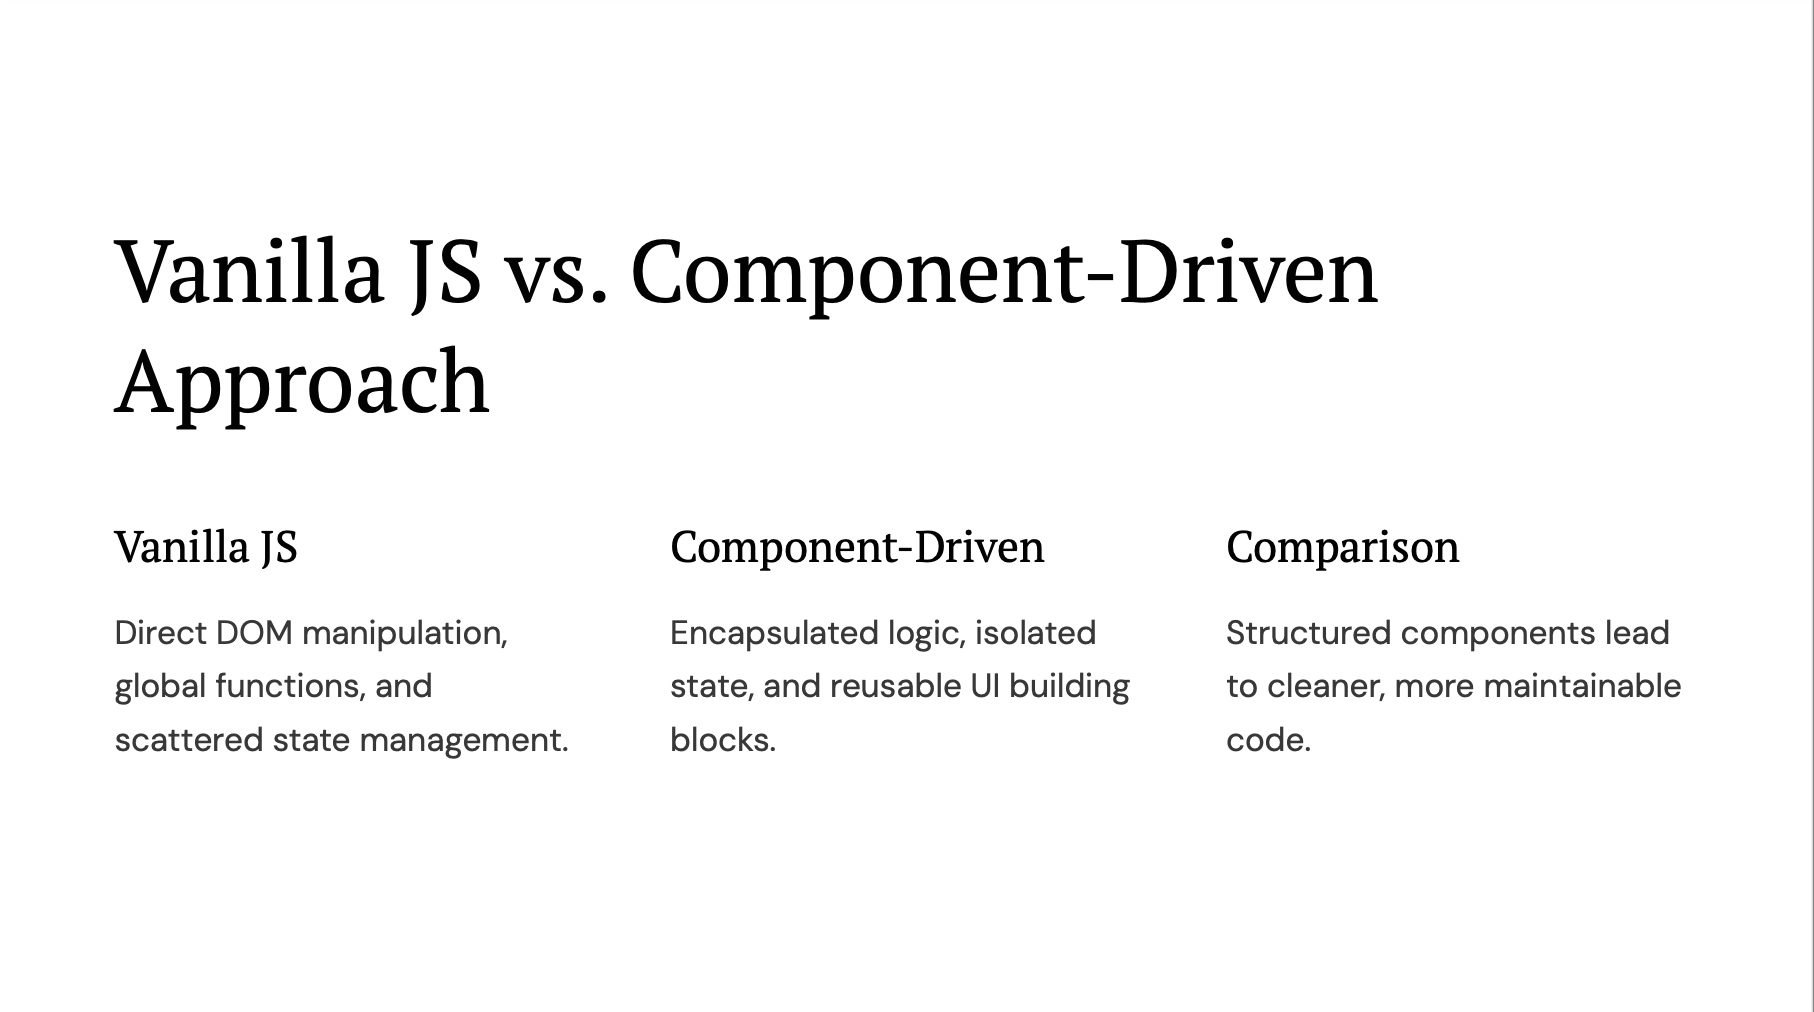 Vanilla JS vs. Component-Driven
Approach
Vanilla JS
Direct DOM manipulation,
global functions, and
scattered state management.
Component-Driven
Encapsulated logic, isolated
state, and reusable UI building
blocks.
Comparison
Structured components lead
to cleaner, more maintainable
code.